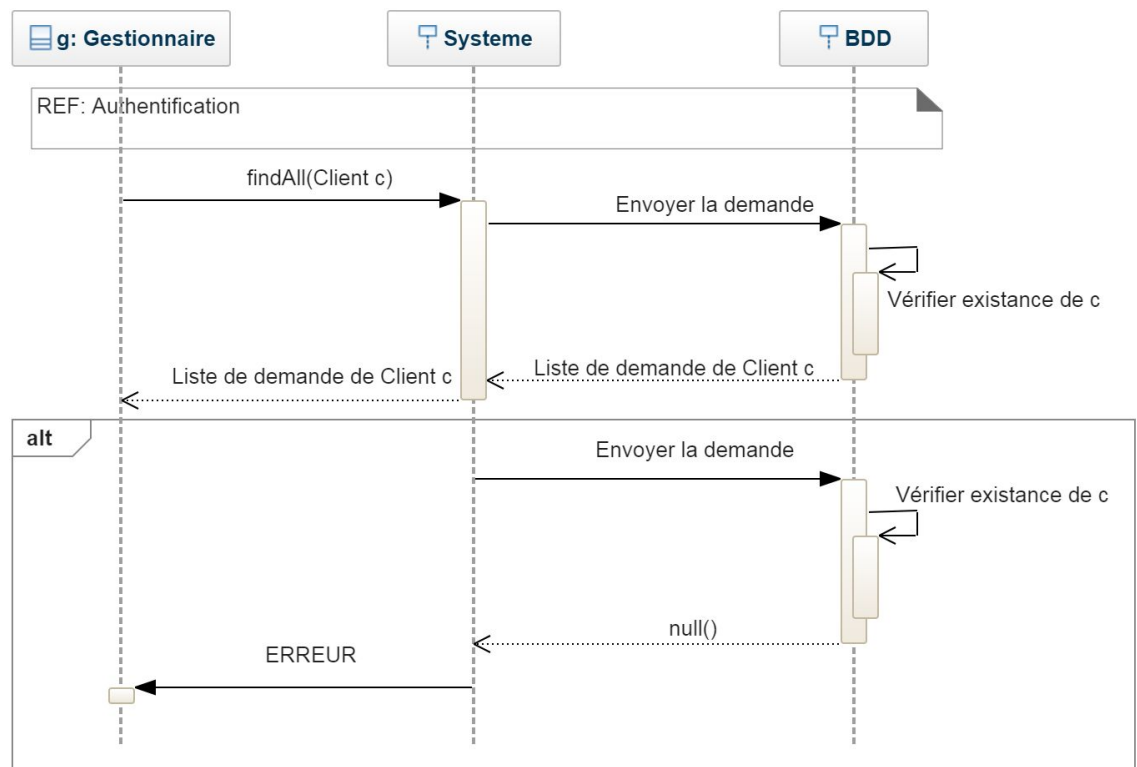 g: Gestionnaire
Systeme
BDD
REF: Authentification
findAll(Client c)
Envoyer la demande
Vérifier existance de c
Liste de demande de Client c
Liste de demande de Client c
alt
Envoyer la demande
Vérifier existance de c
null()
ERREUR